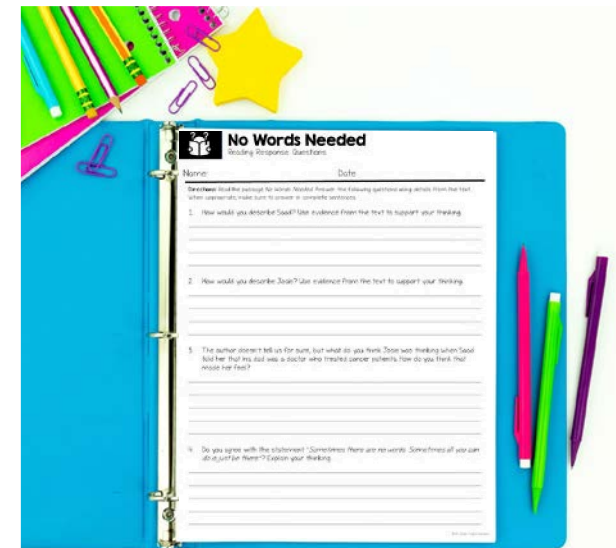 No Words Needed
Reading Response Questions
Name Date
Directions: Read the passage No Words Needed. Answer the following questions using details from the text.
When appropriate, make sure to answer in complete sentences.
1. How would you describe Saad? Use evidence from the text to support your thinking.
2. How would you describe Josie? Use evidence from the text to support your thinking.
3. The author doesn't tell us for sure, but what do you think Josie was thinking when Saad
told her that his dad was a doctor who treated cancer patients. How do you think that
made her feel?
4. Do you agree with the statement "Sometimes there are no words. Sometimes all you can
do is just be there"? Explain your thinking.